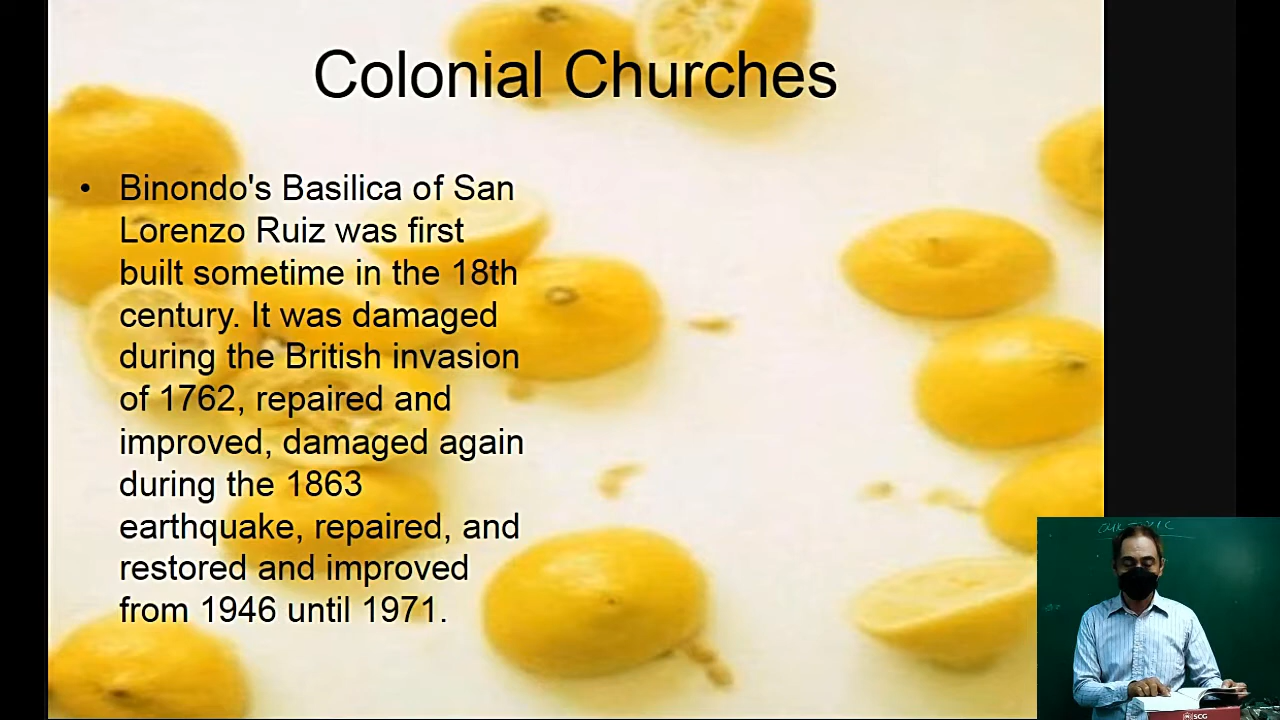 Colonial Churches
• Binondo's Basilica of San
Lorenzo Ruiz was first
built sometime in the 18th
century. It was damaged
during the British invasion
of 1762, repaired and
improved, damaged again
during the 1863
earthquake, repaired, and
restored and improved
from 1946 until 1971.
SCG